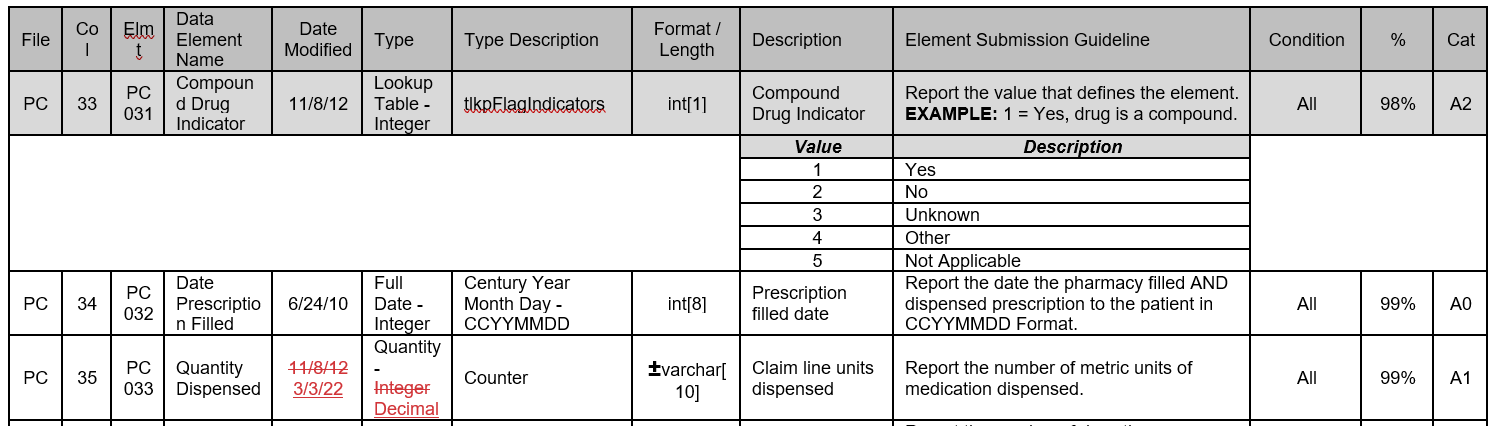 File Co l Elm t Data Element Name Date Modified Type Type Description Format / Length Description Element Submission Guideline Condition % Cat
PC 33 PC 031 Compoun d Drug Indicator 11/8/12 Lookup Table - Integer tlkpFlagIndicators int[1] Compound Drug Indicator Report the value that defines the element. EXAMPLE: 1 = Yes, drug is a compound. All 98% A2
Value Description
1 Yes
2 No
3 Unknown
4 Other
5 Not Applicable
PC 34 PC 032 Date Prescriptio n Filled 6/24/10 Full Date - Integer Century Year Month Day - CCYYMMDD int[8] Prescription filled date Report the date the pharmacy filled AND dispensed prescription to the patient in CCYYMMDD Format. All 99% A0
PC 35 PC 033 Quantity Dispensed 11/8/12 3/3/22 Quantity - Integer Decimal Counter ±varchar[ 10] Claim line units dispensed Report the number of metric units of medication dispensed. All 99% A1